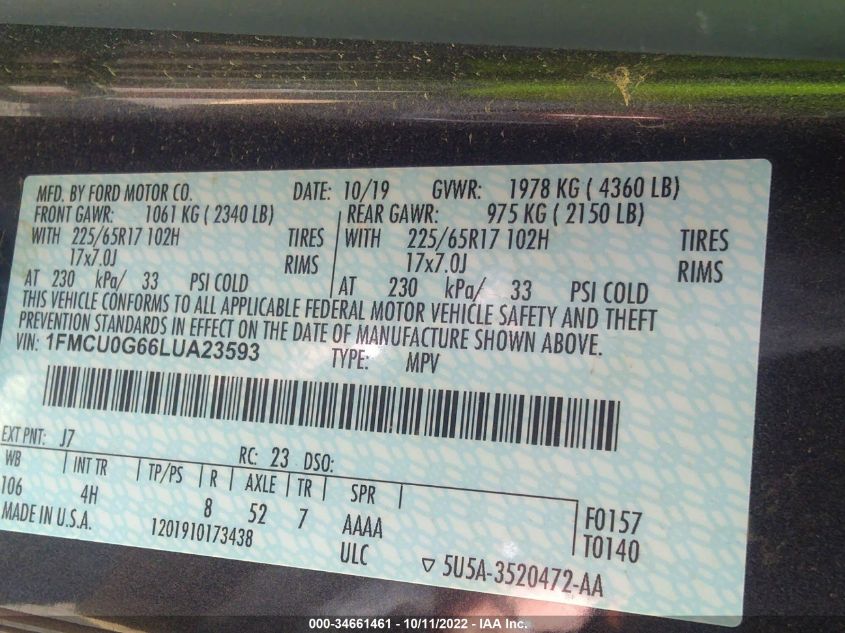 MFD. BY FORD MOTOR CO. DATE: 10/19 GVWR: 1978 KG ( 4360 LB)
FRONT GAWR: 1061 KG ( 2340 LB) REAR GAWR: 975 KG ( 2150 LB)
WITH 225/65R17 102H TIRES WITH 225/65R17 102H TIRES
17x7.0J RIMS 17x7.0J RIMS
AT 230 kPa/ 33 PSI COLD AT 230 kPa/ 33 PSI COLD
THIS VEHICLE CONFORMS TO ALL APPLICABLE FEDERAL MOTOR VEHICLE SAFETY AND THEFT
PREVENTION STANDARDS IN EFFECT ON THE DATE OF MANUFACTURE SHOWN ABOVE.
VIN: 1FMCU0G66LUA23593 TYPE: MPV
EXT PNT: J7 RC: 23 DSO:
WB INT TR TP/PS R AXLE TR SPR
106 4H 8 52 7 AAAA F0157
MADE IN U.S.A. 1201910173438 ULC T0140
5U5A-3520472-AA
000-34661461 - 10/11/2022 - IAA Inc.